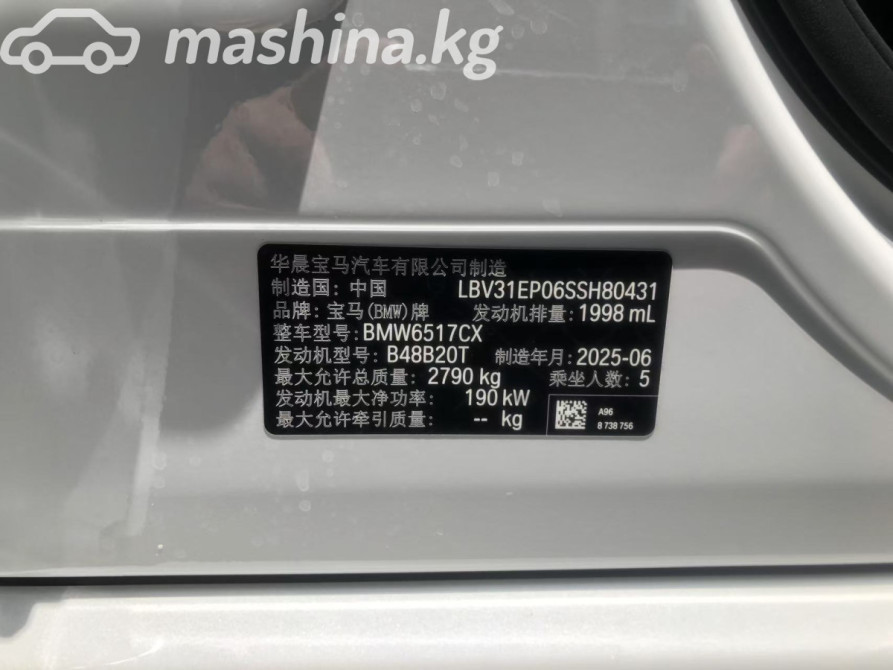 mashina.kg
华晨宝马汽车有限公司制造
制造国: 中国 LBV31EP06SSH80431
品牌: 宝马(BMW)牌 发动机排量: 1998 mL
整车型号: BMW6517CX
发动机型号: B48B20T 制造年月: 2025-06
最大允许总质量: 2790 kg 乘坐人数: 5
发动机最大净功率: 190 kW
最大允许牵引质量: -- kg
A96
8 738 756